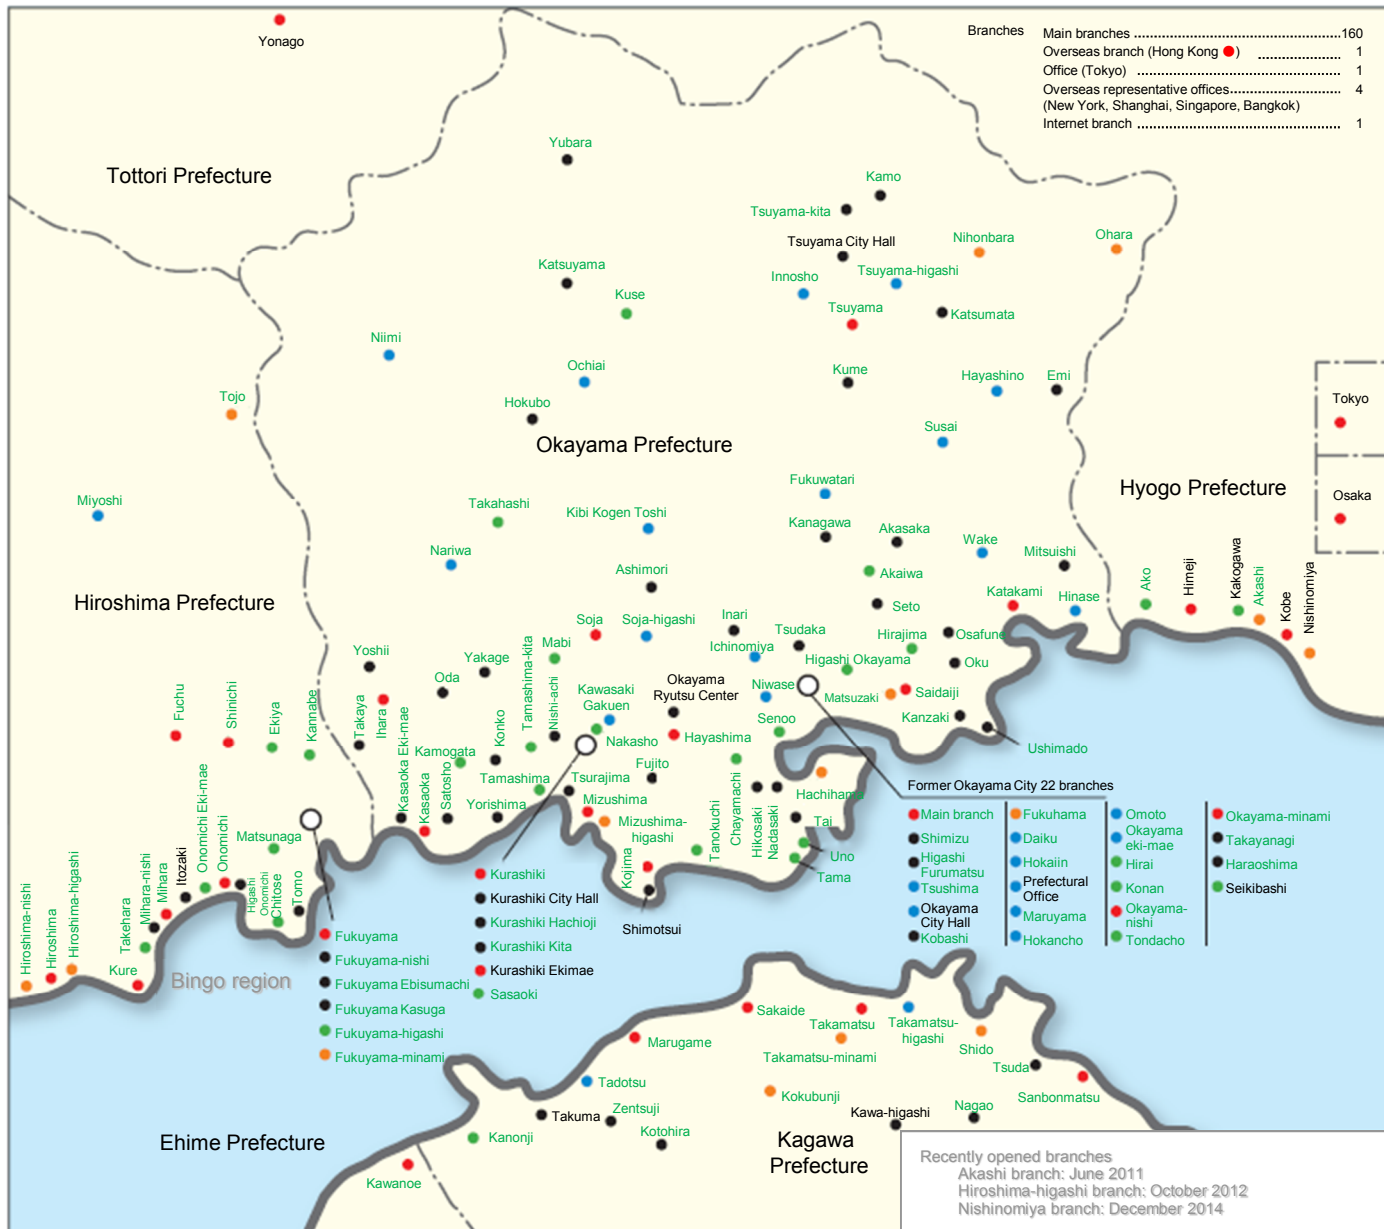 Yonago
Branches
Main branches 160
Overseas branch (Hong Kong ●) 1
Office (Tokyo) 1
Overseas representative offices 4
(New York, Shanghai, Singapore, Bangkok)
Internet branch 1
Yubara
Tottori Prefecture
Kamo
Tsuyama-kita
Tsuyama City Hall
Nihonbara
Ohara
Katsuyama
Innosho
Tsuyama-higashi
Kuse
Tsuyama
Katsumata
Niimi
Ochiai
Kume
Hayashino
Emi
Tojo
Hokubo
Tokyo
Susai
Okayama Prefecture
Fukuwatari
Hyogo Prefecture
Osaka
Miyoshi
Takahashi
Kibi Kogen Toshi
Kanagawa
Akasaka
Wake
Mitsuishi
Nariwa
Ashimori
Akaiwa
Hiroshima Prefecture
Seto
Katakami
Hinase
Ako
Himeji
Kakogawa
Akashi
Kobe
Nishinomiya
Soja
Soja-higashi
Inari
Ichinomiya
Tsudaka
Hirajima
Osafune
Yoshii
Oda
Yakage
Tamashima-kita
Mabi
Nishi-achi
Higashi Okayama
Oku
Okayama
Ryutsu Center
Niwase
Matsuzaki
Saidaiji
Kawasaki
Gakuen
Kanzaki
Ushimado
Fuchu
Shinichi
Ekiya
Kannabe
Takaya
Ihara
Kasaoka Eki-mae
Kasaoka
Kamogata
Satosho
Konko
Nakasho
Hayashima
Senoo
Tamashima
Tsurajima
Fujito
Yorishima
Mizushima
Mizushima-
higashi
Tanokuchi
Chayamachi
Hikosaki
Nadasaki
Hachihama
Tai
Uno
Tama
Kojima
Shimotsui
Onomichi Eki-mae
Onomichi
Matsunaga
Higashi
Onomichi
Chitose
Tomo
Hiroshima-nishi
Hiroshima
Hiroshima-higashi
Takehara
Mihara-nishi
Mihara
Itozaki
Kure
Bingo region
Fukuyama
Fukuyama-nishi
Fukuyama Ebisumachi
Fukuyama Kasuga
Fukuyama-higashi
Fukuyama-minami
Kurashiki
Kurashiki City Hall
Kurashiki Hachioji
Kurashiki Kita
Kurashiki Ekimae
Sasaoki
Former Okayama City 22 branches
Main branch
Shimizu
Higashi
Furumatsu
Tsushima
Okayama
City Hall
Kobashi
Fukuhama
Daiku
Hokaiin
Prefectural
Office
Maruyama
Hokancho
Omoto
Okayama
eki-mae
Hirai
Konan
Okayama-
nishi
Tondacho
Okayama-minami
Takayanagi
Haraoshima
Seikibashi
Sakaide
Takamatsu
Takamatsu-
higashi
Marugame
Takamatsu-minami
Shido
Tsuda
Tadotsu
Kokubunji
Sanbonmatsu
Takuma
Zentsuji
Kawa-higashi
Nagao
Ehime Prefecture
Kanonji
Kotohira
Kagawa
Prefecture
Kawanoe
Recently opened branches
Akashi branch: June 2011
Hiroshima-higashi branch: October 2012
Nishinomiya branch: December 2014